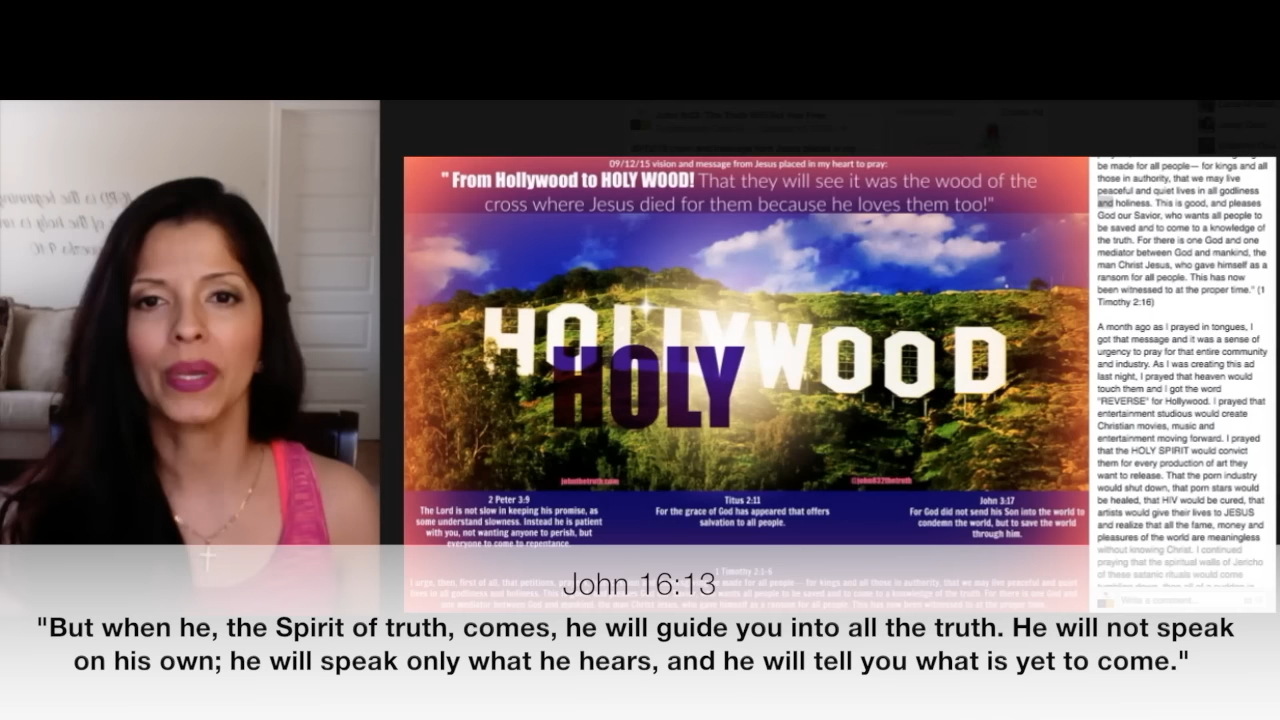 09/12/15 vision and message from Jesus placed in my heart to pray:
" From Hollywood to HOLY WOOD! That they will see it was the wood of the
cross where Jesus died for them because he loves them too!"
HOLLYWOOD
HOLY
johnthetruth.com
@john832thetruth
2 Peter 3:9
The Lord is not slow in keeping his promise, as
some understand slowness. Instead he is patient
with you, not wanting anyone to perish, but
everyone to come to repentance.
Titus 2:11
For the grace of God has appeared that offers
salvation to all people.
John 3:17
For God did not send his Son into the world to
condemn the world, but to save the world
through him.
be made for all people— for kings and all
those in authority, that we may live
peaceful and quiet lives in all godliness
and holiness. This is good, and pleases
God our Savior, who wants all people to
be saved and to come to a knowledge of
the truth. For there is one God and one
mediator between God and mankind, the
man Christ Jesus, who gave himself as a
ransom for all people. This has now
been witnessed to at the proper time." (1
Timothy 2:16)
A month ago as I prayed in tongues, I
got that message and it was a sense of
urgency to pray for that entire community
and industry. As I was creating this ad
last night, I prayed that heaven would
touch them and I got the word
"REVERSE" for Hollywood. I prayed that
entertainment studious would create
Christian movies, music and
entertainment moving forward. I prayed
that the HOLY SPIRIT would convict
them for every production of art they
want to release. That the porn industry
would shut down, that porn stars would
be healed, that HIV would be cured, that
artists would give their lives to JESUS
and realize that all the fame, money and
pleasures of the world are meaningless
without knowing Christ. I continued
praying that the spiritual walls of Jericho
of these satanic rituals would come
Write a comment...
1 Timothy 2:1-6
John 16:13
"But when he, the Spirit of truth, comes, he will guide you into all the truth. He will not speak
on his own; he will speak only what he hears, and he will tell you what is yet to come."